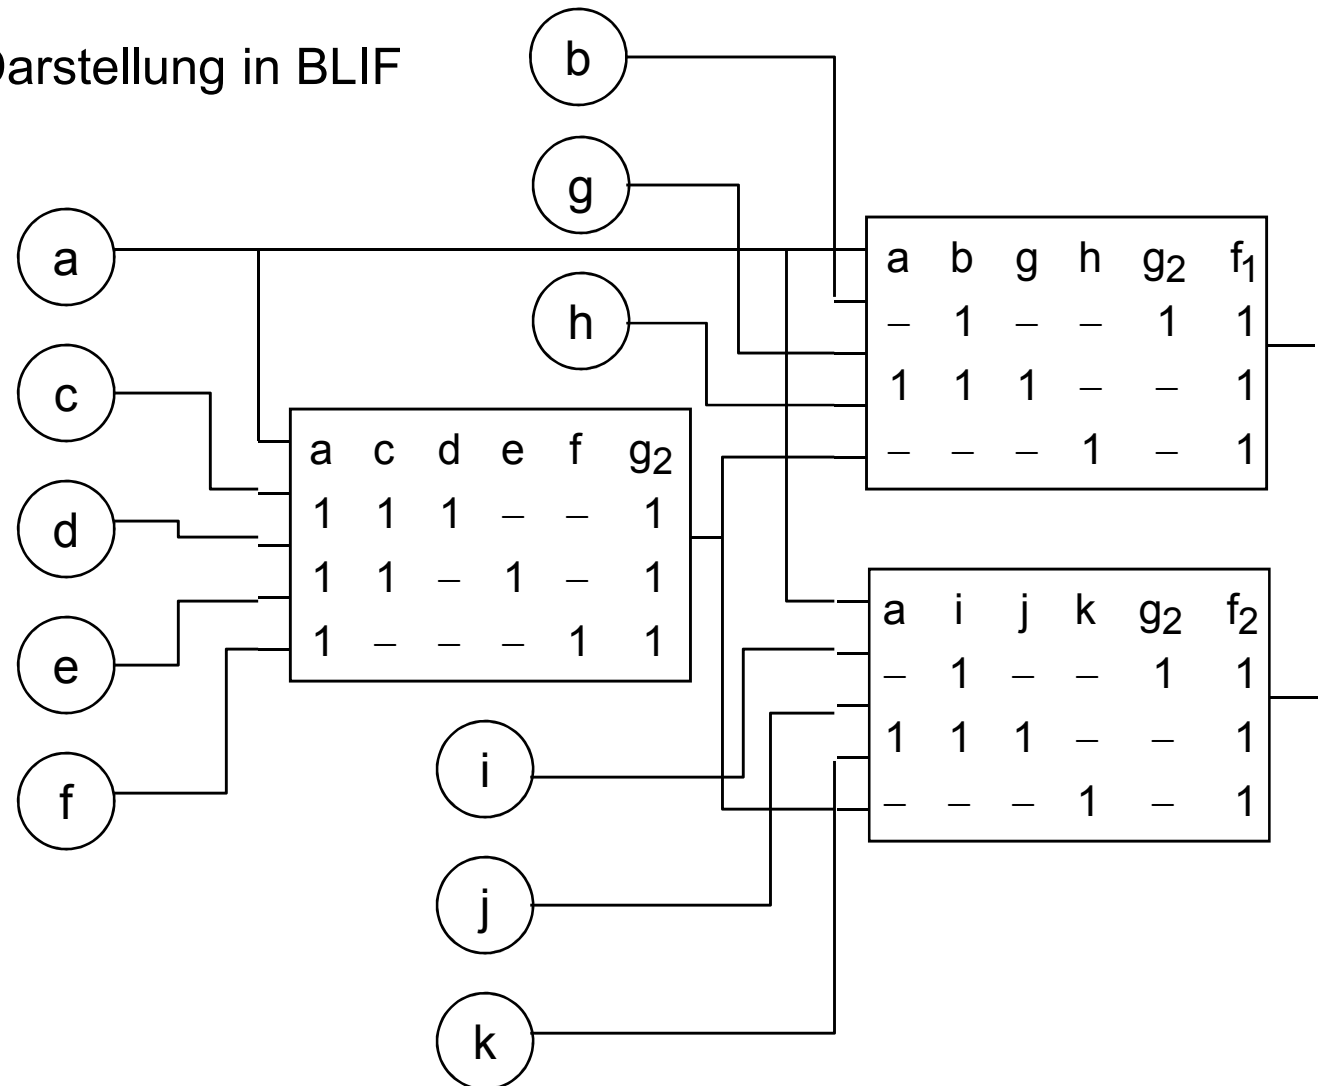 arstellung in BLIF
b
g
a
h
c
d
e
f
a c d e f g2
1 1 1 – – 1
1 1 – 1 – 1
1 – – – 1 1
a b g h g2 f1
– 1 – – 1 1
1 1 1 – – 1
– – – 1 – 1
a i j k g2 f2
– 1 – – 1 1
1 1 1 – – 1
– – – 1 – 1
i
j
k